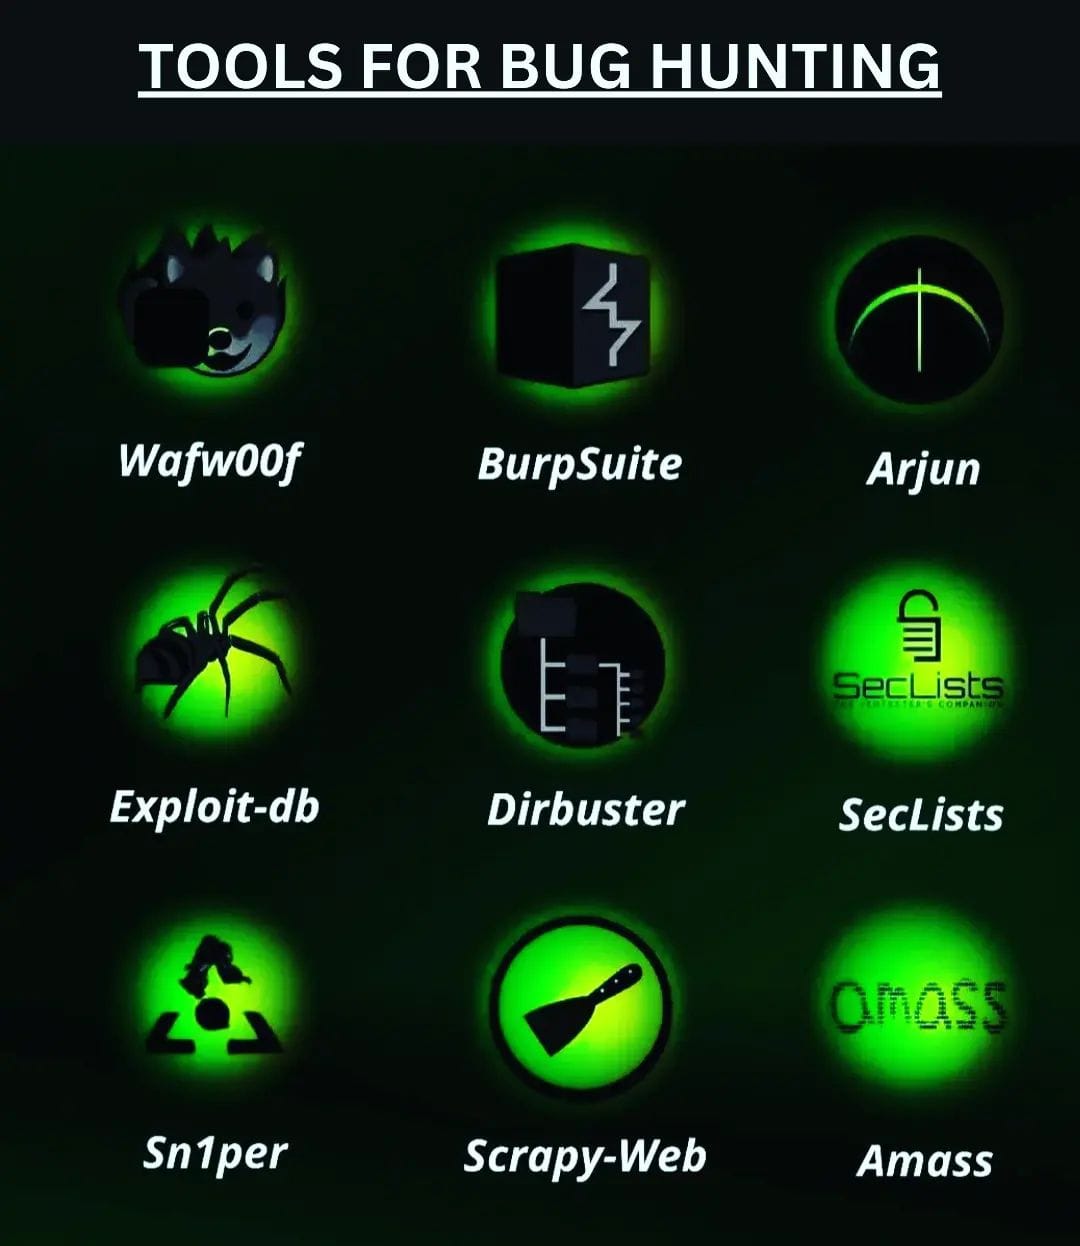 TOOLS FOR BUG HUNTING
Wafw00f
BurpSuite
Arjun
SecLists
THE PENTESTER'S COMPANION
Exploit-db
Dirbuster
SecLists
amass
Sn1per
Scrapy-Web
Amass